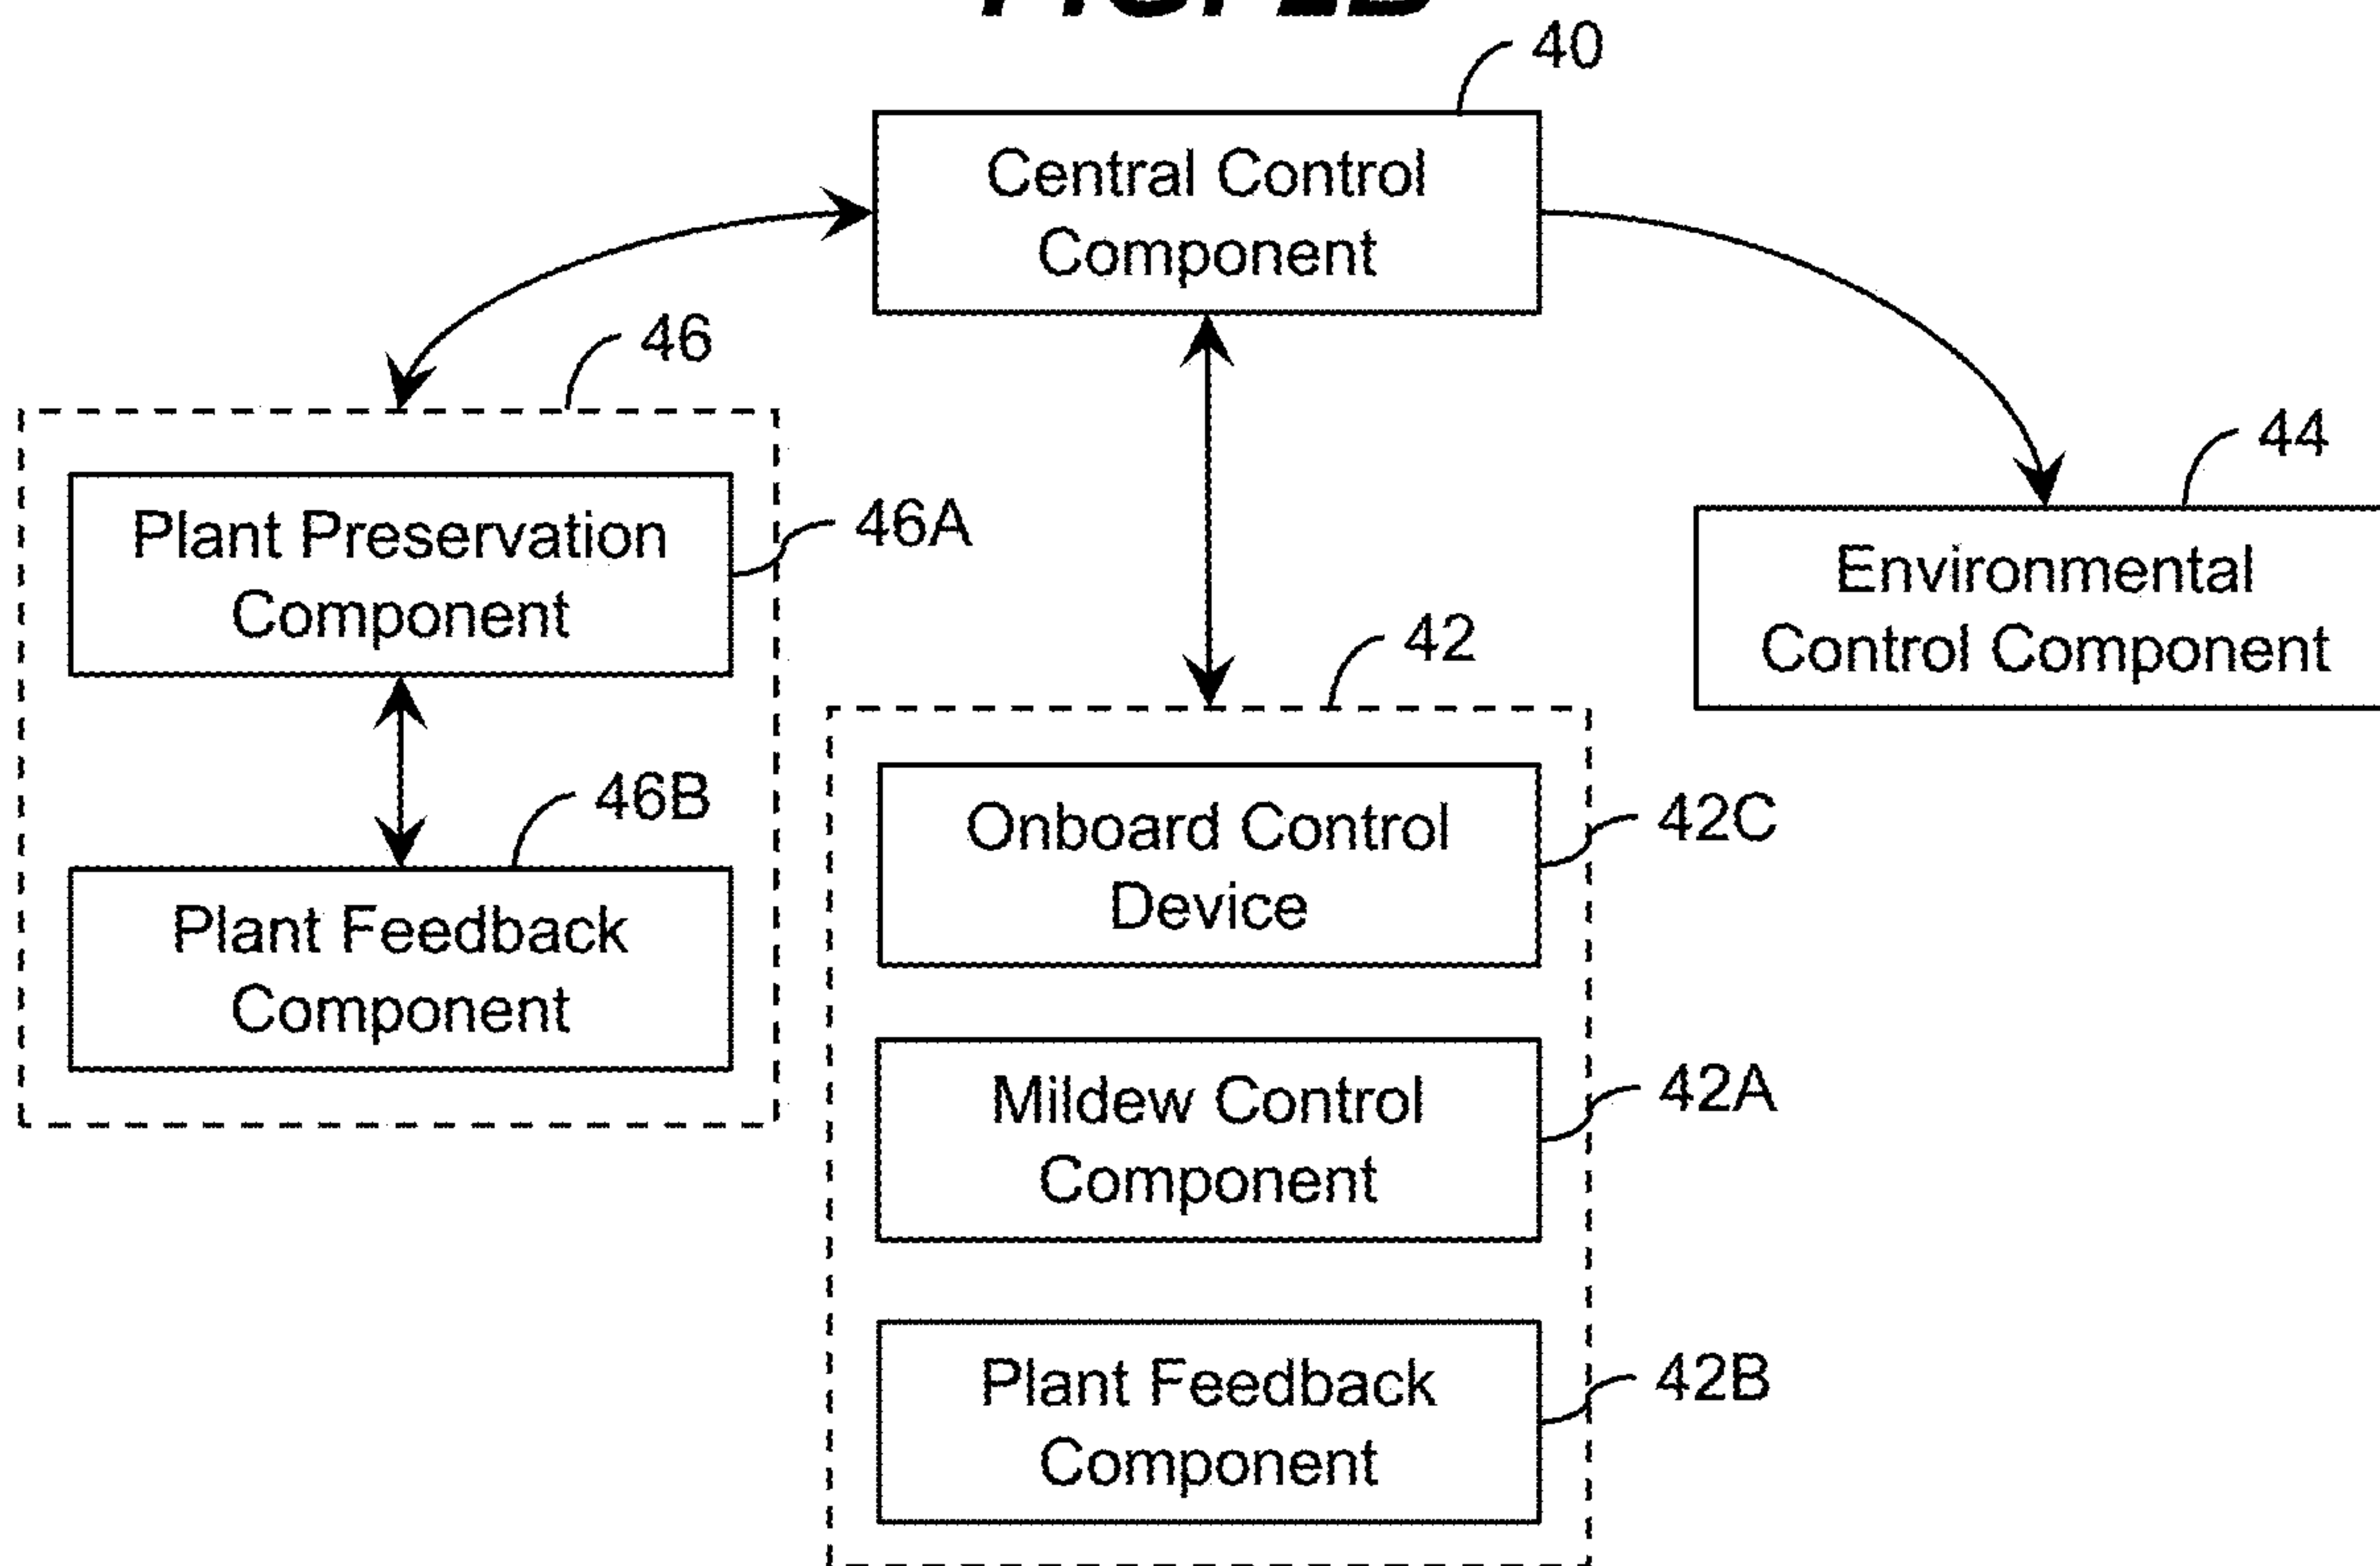 40
Central Control
Component
46
44
Plant Preservation
Component
46A
Environmental
Control Component
42
46B
Onboard Control
Device
42C
Plant Feedback
Component
Mildew Control
Component
42A
Plant Feedback
Component
42B